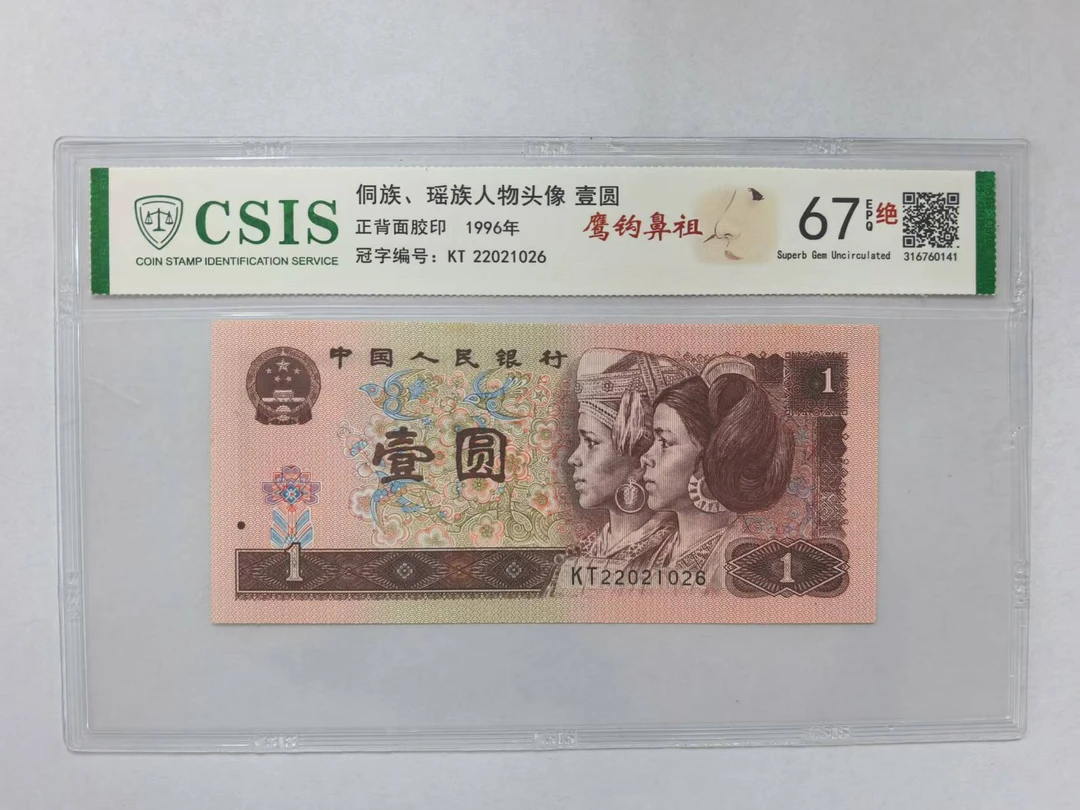 CSIS
COIN STAMP IDENTIFICATION SERVICE
侗族、瑶族人物头像 壹圆
正背面胶印 1996年
冠字编号：KT 22021026
鹰钩鼻祖
67 EPQ 绝
Superb Gem Uncirculated
316760141
中国人民银行
1
壹圆
1
KT22021026
1